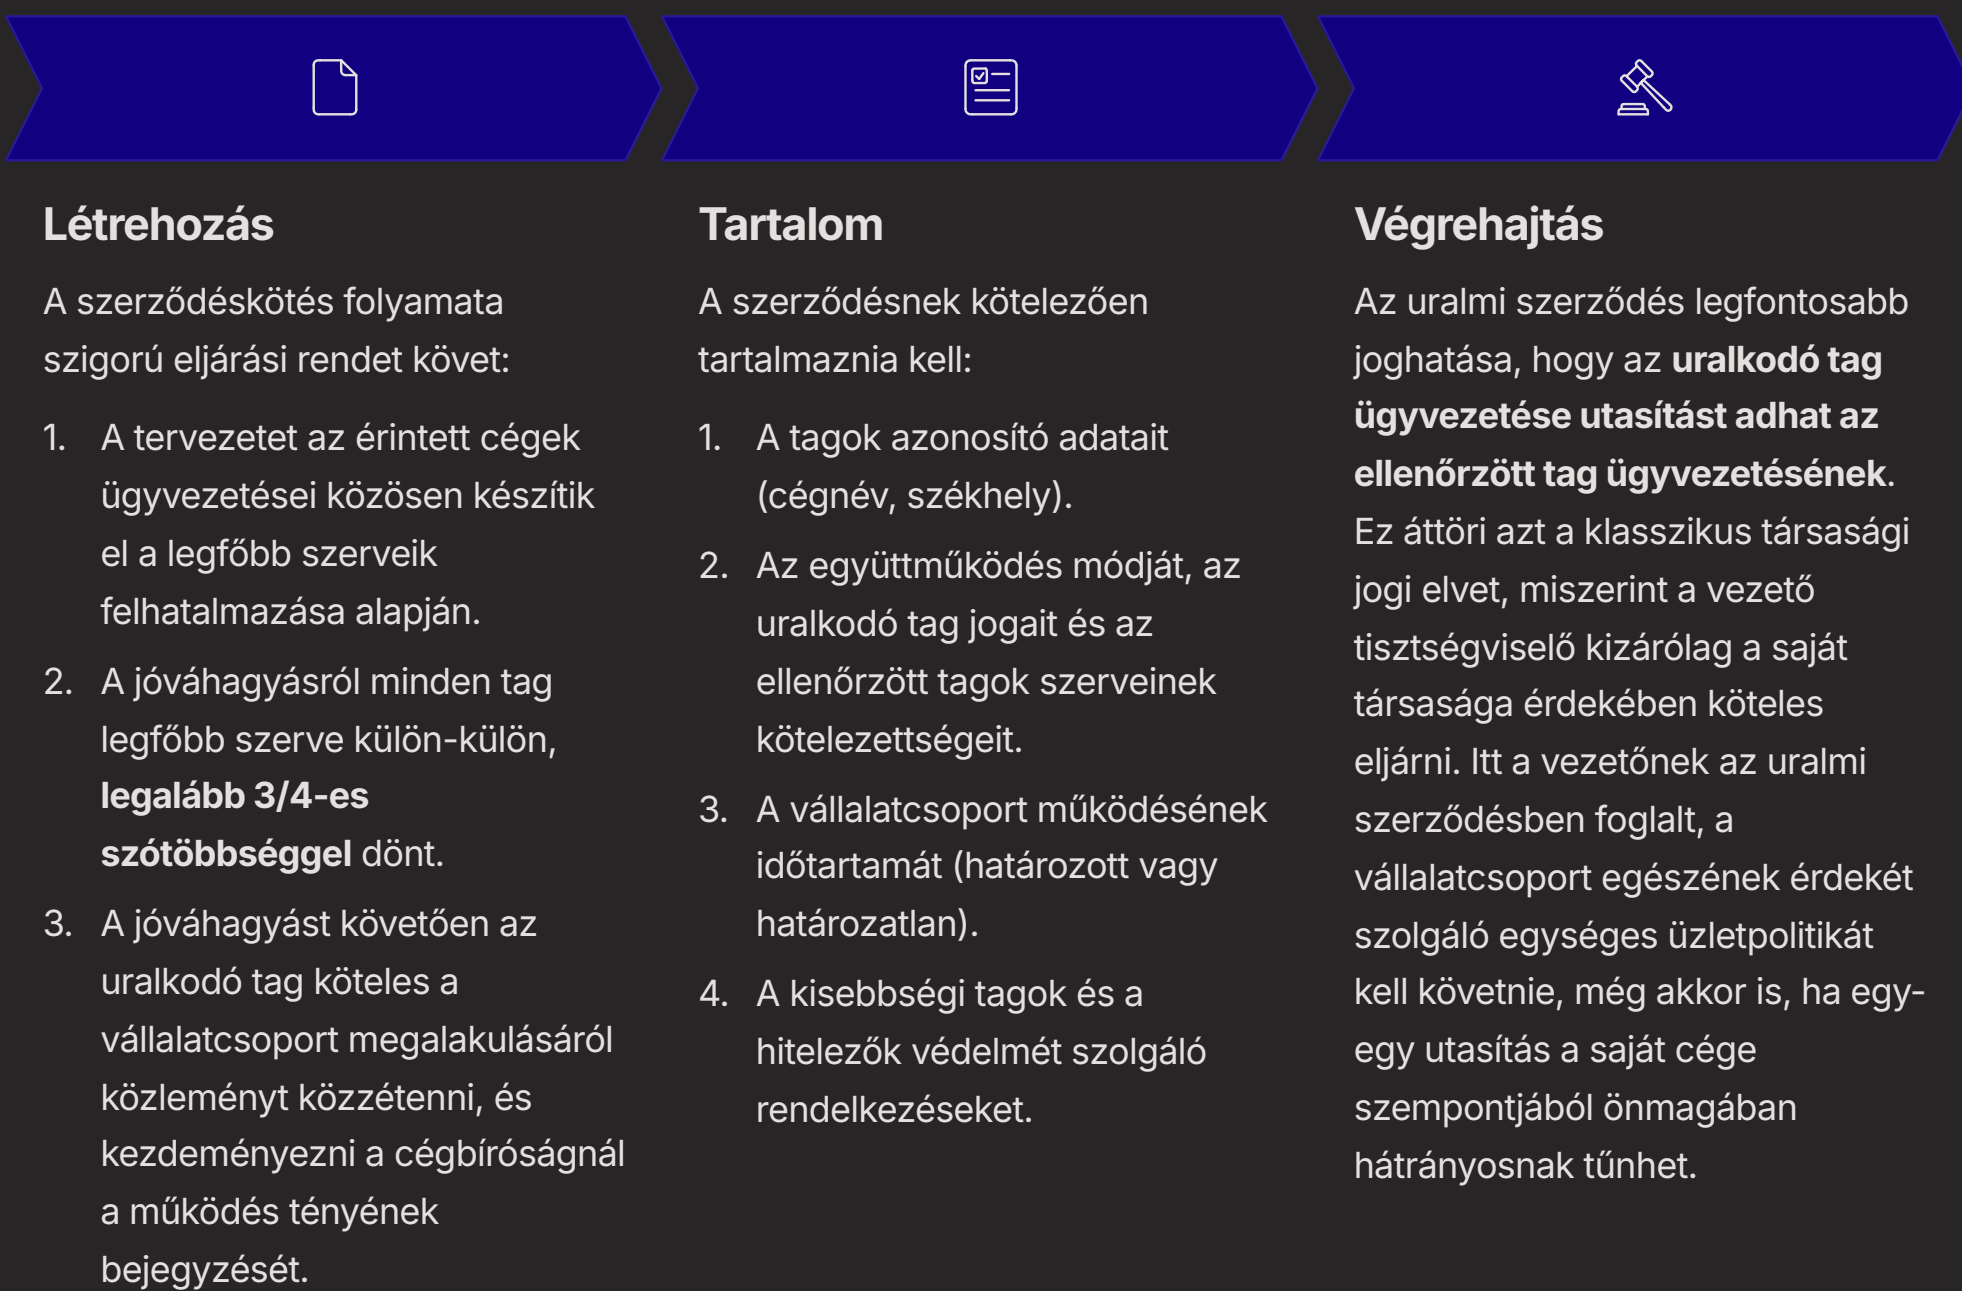 Létrehozás
A szerződéskötés folyamata
szigorú eljárási rendet követ:
1. A tervezetet az érintett cégek
ügyvezetései közösen készítik
el a legfőbb szerveik
felhatalmazása alapján.
2. A jóváhagyásról minden tag
legfőbb szerve külön-külön,
legalább 3/4-es
szótöbbséggel dönt.
3. A jóváhagyást követően az
uralkodó tag köteles a
vállalatcsoport megalakulásáról
közleményt közzétenni, és
kezdeményezni a cégbíróságnál
a működés tényének
bejegyzését.
Tartalom
A szerződésnek kötelezően
tartalmaznia kell:
1. A tagok azonosító adatait
(cégnév, székhely).
2. Az együttműködés módját, az
uralkodó tag jogait és az
ellenőrzött tagok szerveinek
kötelezettségeit.
3. A vállalatcsoport működésének
időtartamát (határozott vagy
határozatlan).
4. A kisebbségi tagok és a
hitelezők védelmét szolgáló
rendelkezéseket.
Végrehajtás
Az uralmi szerződés legfontosabb
joghatása, hogy az uralkodó tag
ügyvezetése utasítást adhat az
ellenőrzött tag ügyvezetésének.
Ez áttöri azt a klasszikus társasági
jogi elvet, miszerint a vezető
tisztségviselő kizárólag a saját
társasága érdekében köteles
eljárni. Itt a vezetőnek az uralmi
szerződésben foglalt, a
vállalatcsoport egészének érdekét
szolgáló egységes üzletpolitikát
kell követnie, még akkor is, ha egy-
egy utasítás a saját cége
szempontjából önmagában
hátrányosnak tűnhet.